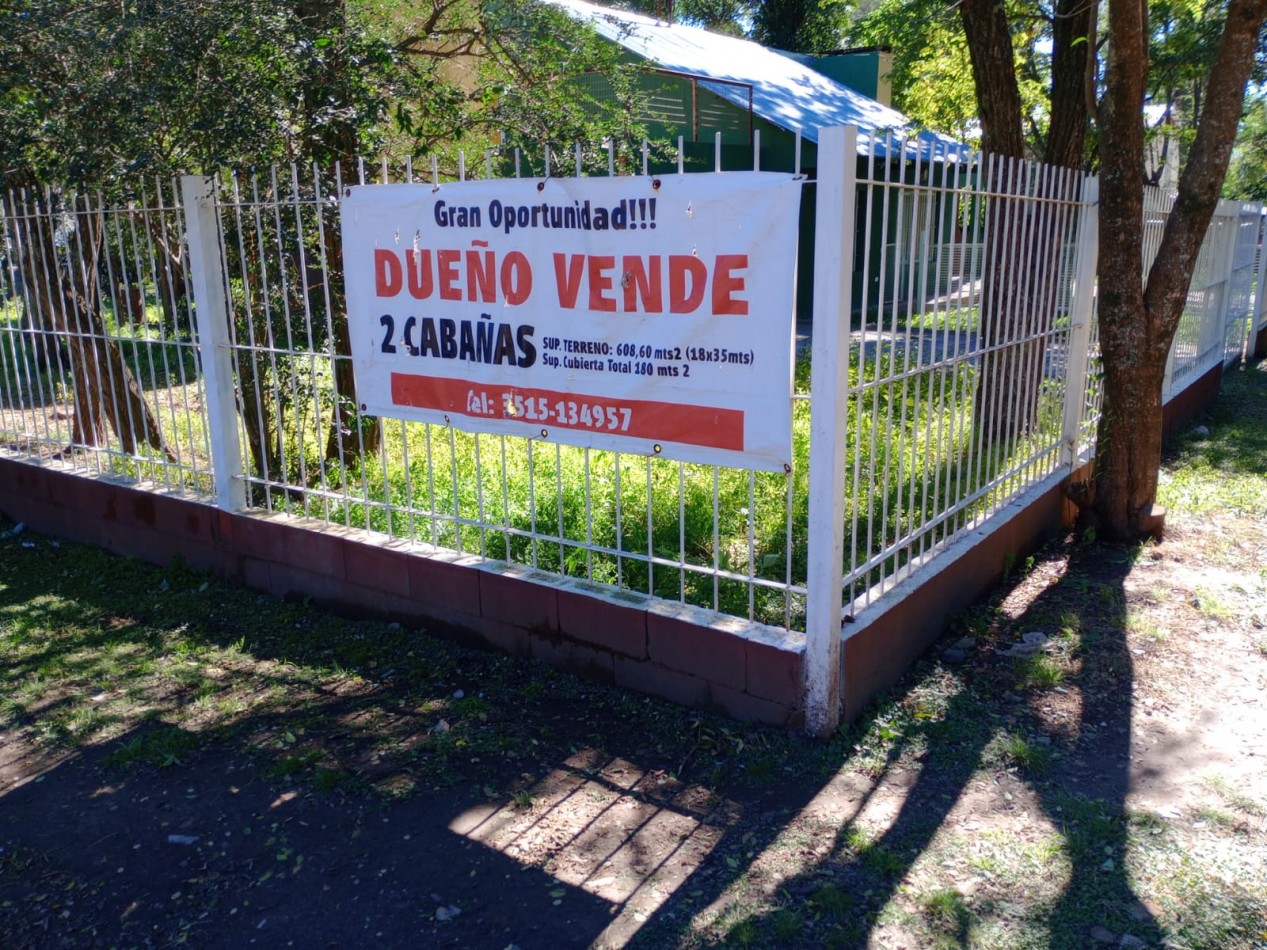 Gran Oportunidad!!!
DUEÑO VENDE
2 CABAÑAS
SUP. TERRENO: 608,60 mts2 (18x35mts)
Sup. Cubierta Total 180 mts 2
Tel: 3515-134957